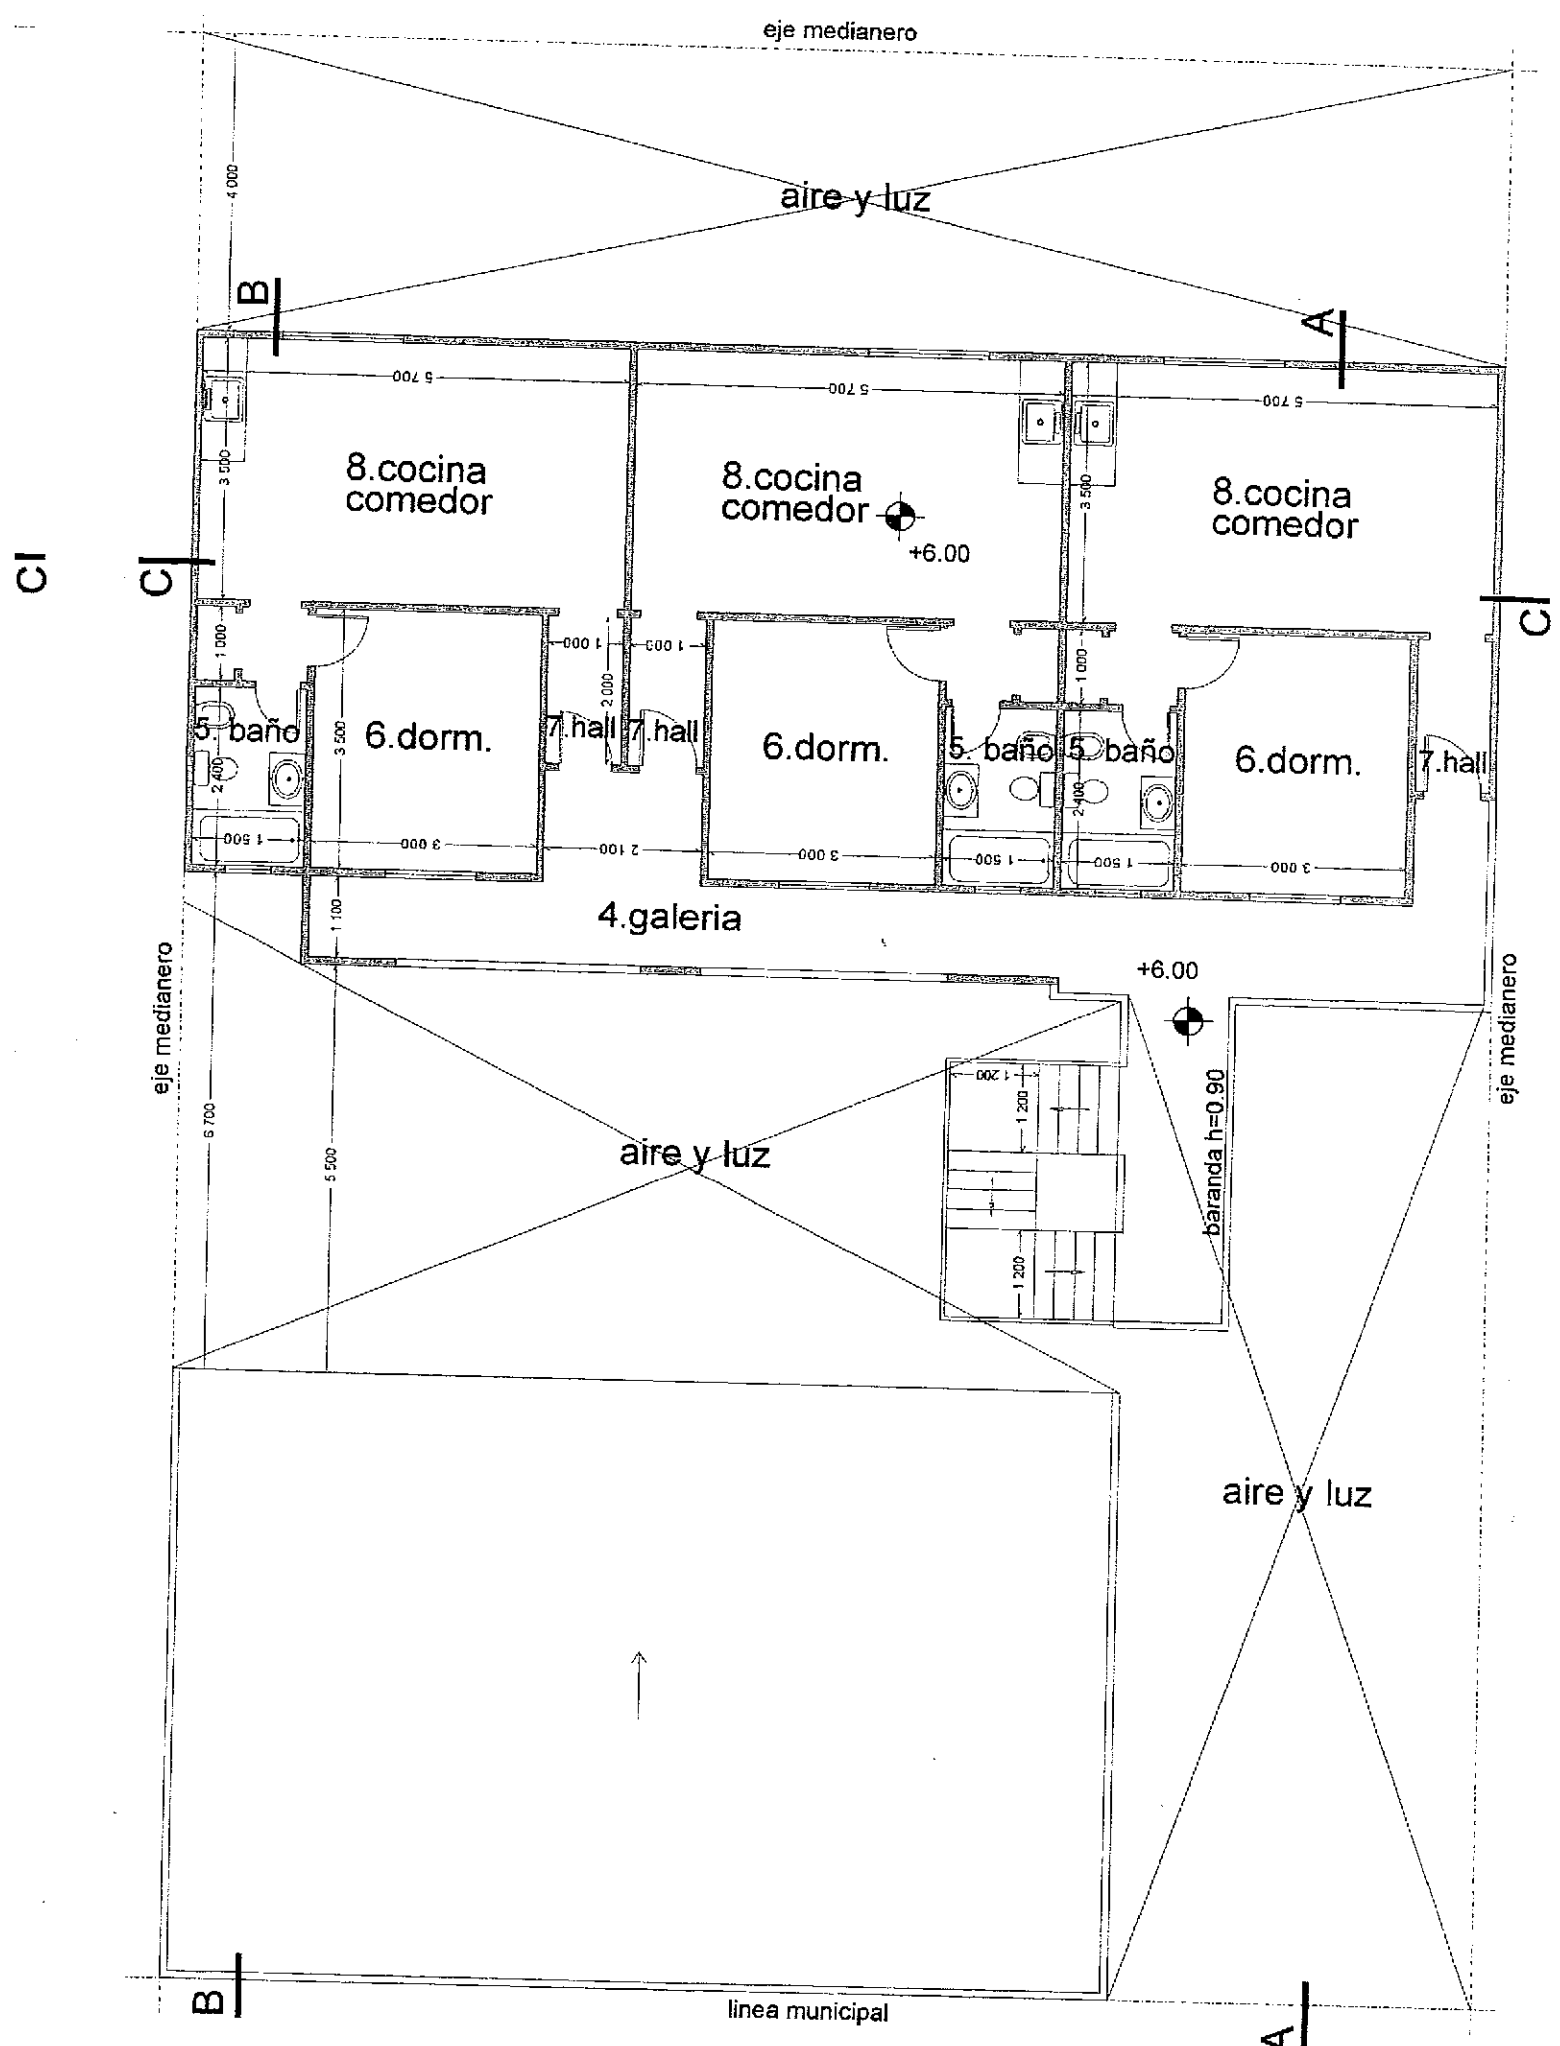 eje medianero
4 000
aire y luz
B
A
5 700
5 700
5 700
3 500
8.cocina
comedor
8.cocina
comedor
+6.00
3 500
8.cocina
comedor
C
C
C
1 000
1 000
1 000
1 000
2 000
3 500
5. baño
6.dorm.
7.hall
7.hall
6.dorm.
5. baño
5. baño
6.dorm.
7.hall
2 400
2 400
1 500
3 000
2 100
3 000
1 500
1 500
3 000
1 100
4.galeria
+6.00
eje medianero
eje medianero
6 700
5 500
1 200
1 200
baranda h=0.90
aire y luz
1 200
aire y luz
B
linea municipal
A